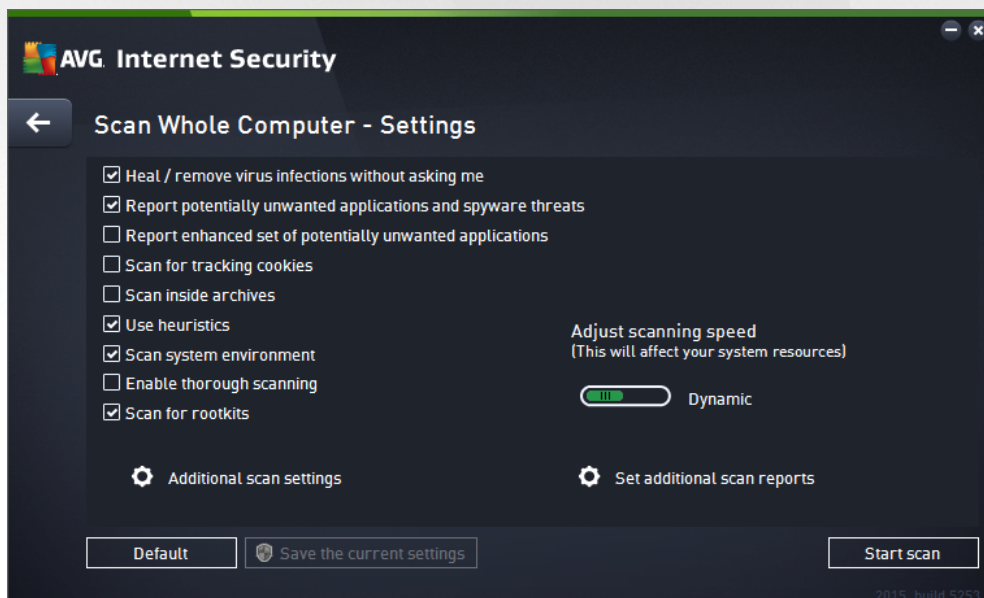 AVG. Internet Security
Scan Whole Computer - Settings
Heal / remove virus infections without asking me
Report potentially unwanted applications and spyware threats
Report enhanced set of potentially unwanted applications
Scan for tracking cookies
Scan inside archives
Use heuristics
Scan system environment
Enable thorough scanning
Scan for rootkits
Adjust scanning speed
(This will affect your system resources)
Dynamic
Additional scan settings
Set additional scan reports
Default
Save the current settings
Start scan
2015, build 5253